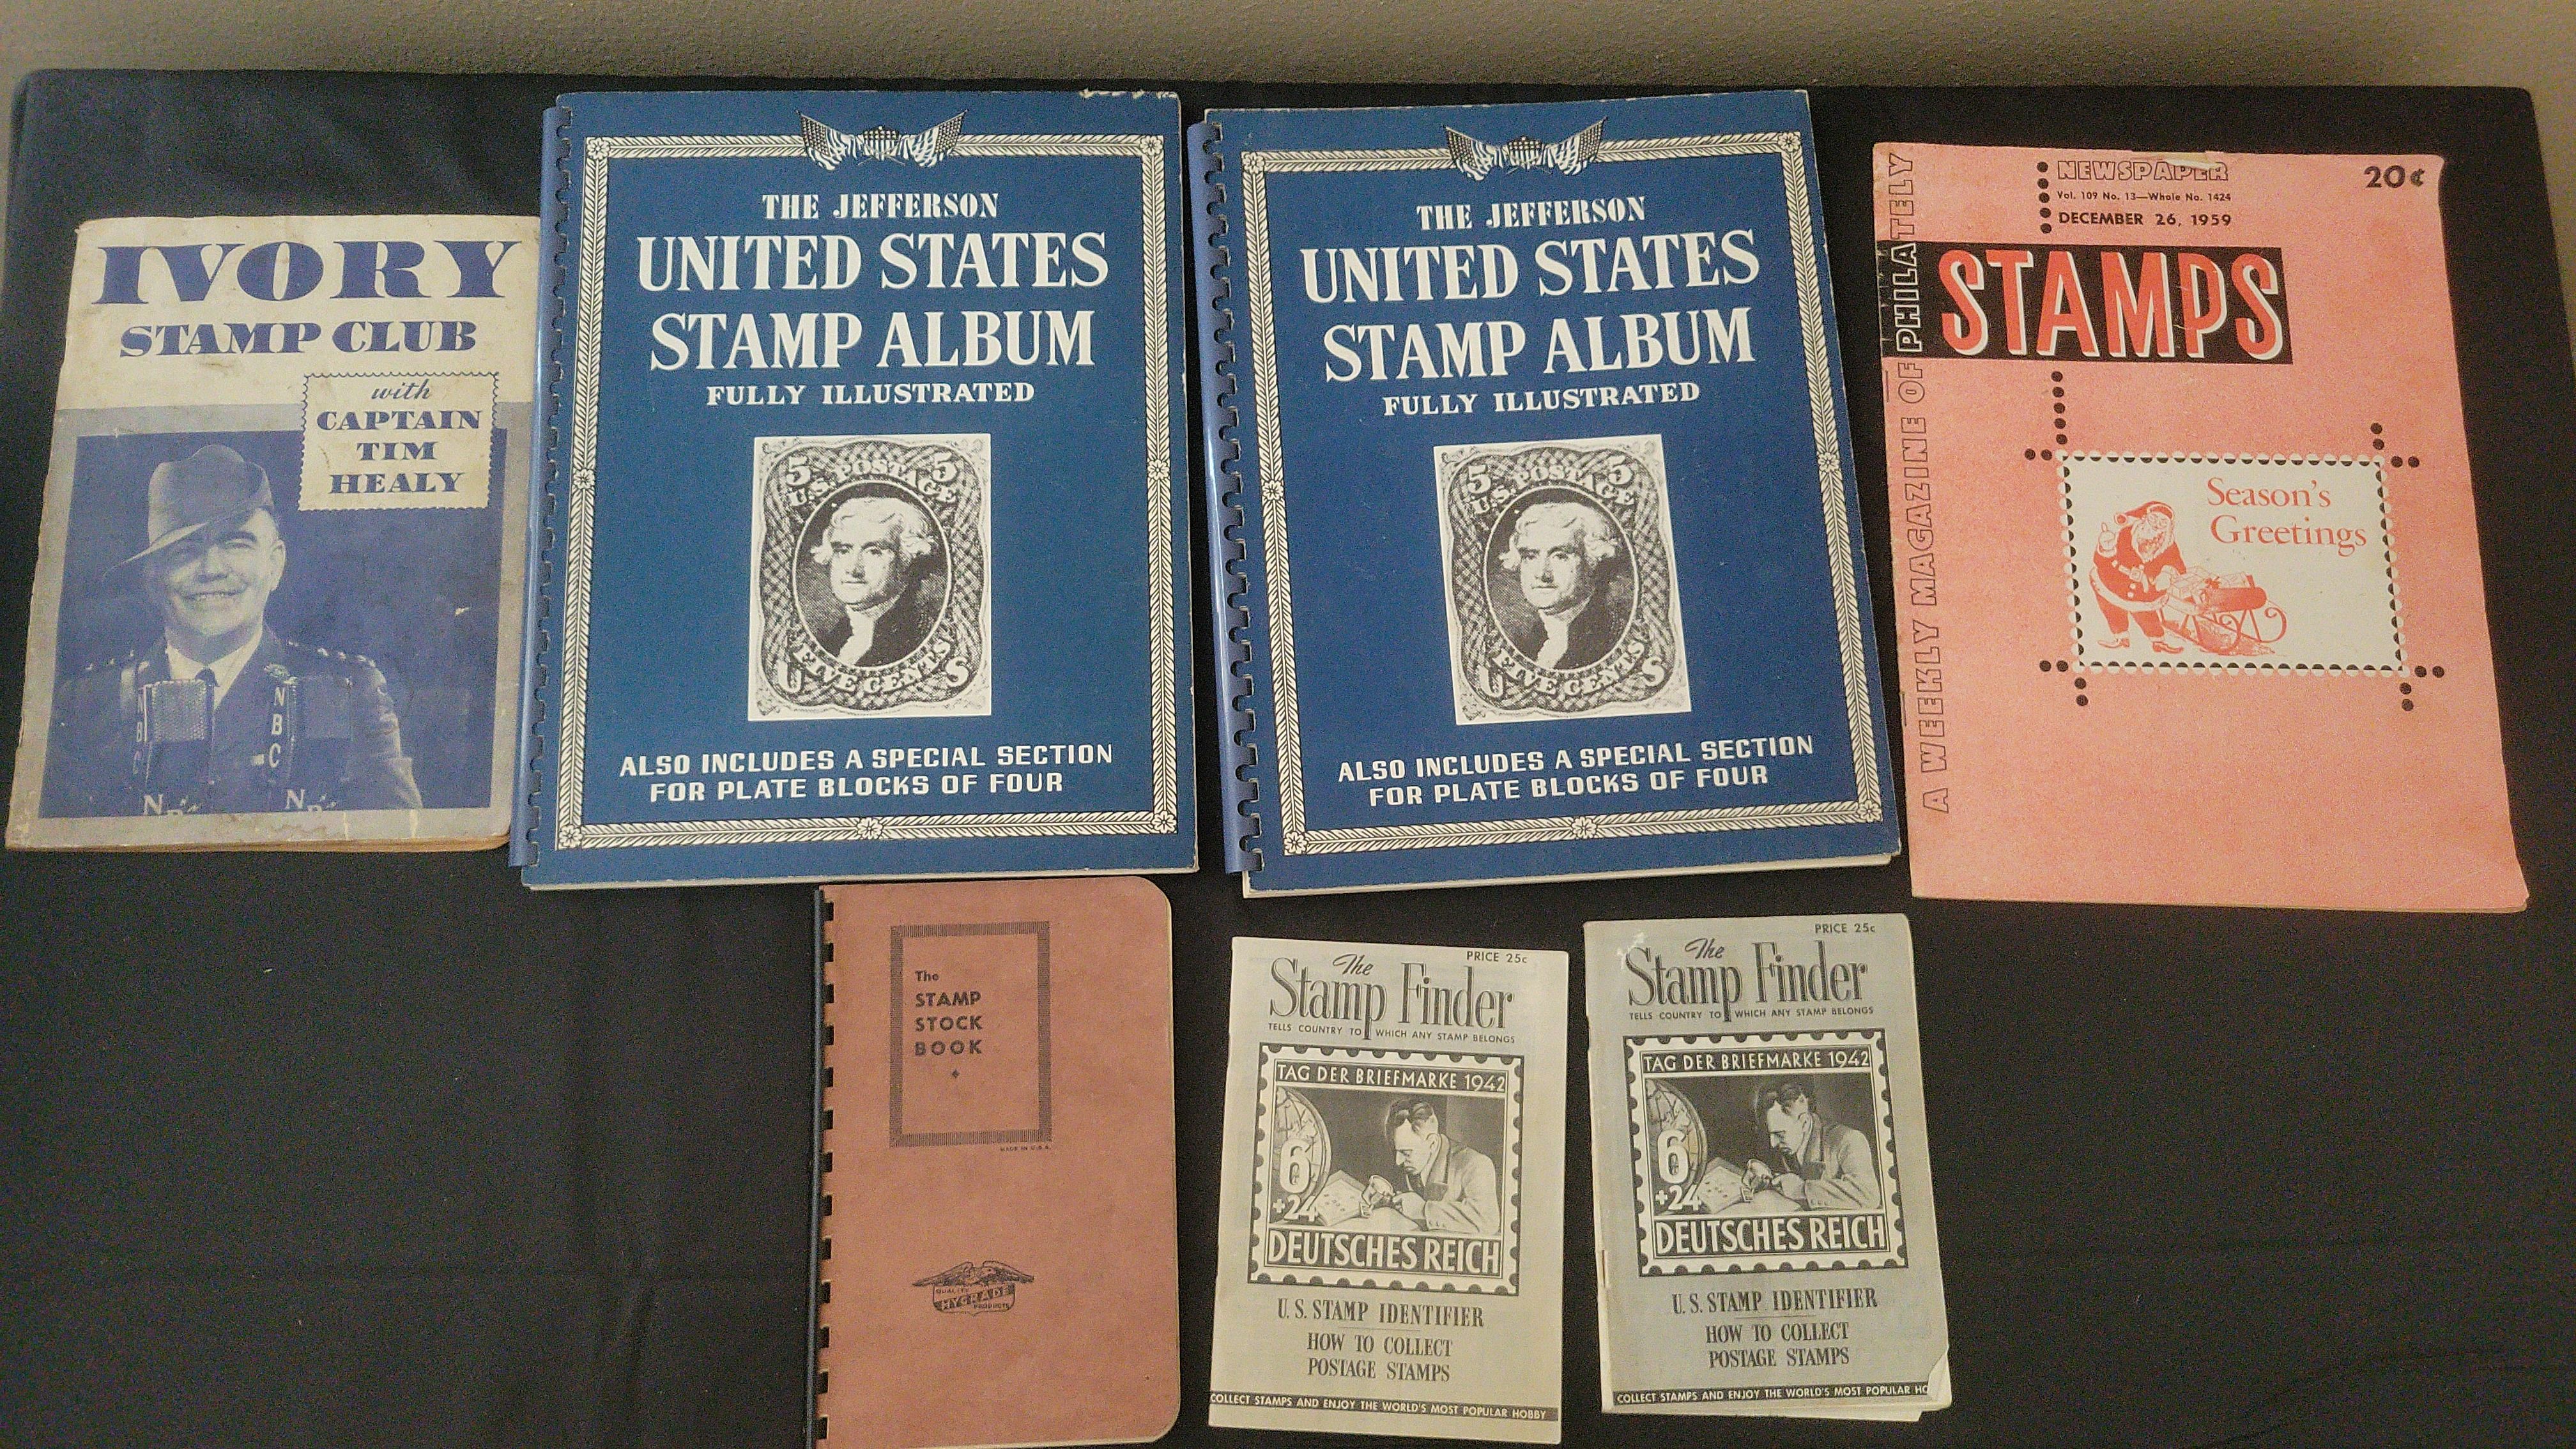 IVORY
STAMP CLUB
with
CAPTAIN
TIM
HEALY
N
B
C
N
B
C
THE JEFFERSON
UNITED STATES
STAMP ALBUM
FULLY ILLUSTRATED
5 5
U.S. POSTAGE
FIVE CENTS
U S
ALSO INCLUDES A SPECIAL SECTION
FOR PLATE BLOCKS OF FOUR
THE JEFFERSON
UNITED STATES
STAMP ALBUM
FULLY ILLUSTRATED
5 5
U.S. POSTAGE
FIVE CENTS
U S
ALSO INCLUDES A SPECIAL SECTION
FOR PLATE BLOCKS OF FOUR
A WEEKLY MAGAZINE OF PHILATELY
NEWSPAPER
20¢
Vol. 109 No. 13—Whole No. 1424
DECEMBER 26, 1959
STAMPS
Season's
Greetings
The
STAMP
STOCK
BOOK
MADE IN U.S.A.
QUALITY
HYGRADE
PRODUCTS
PRICE 25c
The
Stamp Finder
TELLS COUNTRY TO WHICH ANY STAMP BELONGS
TAG DER BRIEFMARKE 1942
6
+24
DEUTSCHES REICH
U. S. STAMP IDENTIFIER
HOW TO COLLECT
POSTAGE STAMPS
COLLECT STAMPS AND ENJOY THE WORLD'S MOST POPULAR HOBBY
PRICE 25c
The
Stamp Finder
TELLS COUNTRY TO WHICH ANY STAMP BELONGS
TAG DER BRIEFMARKE 1942
6
+24
DEUTSCHES REICH
U. S. STAMP IDENTIFIER
HOW TO COLLECT
POSTAGE STAMPS
COLLECT STAMPS AND ENJOY THE WORLD'S MOST POPULAR HO